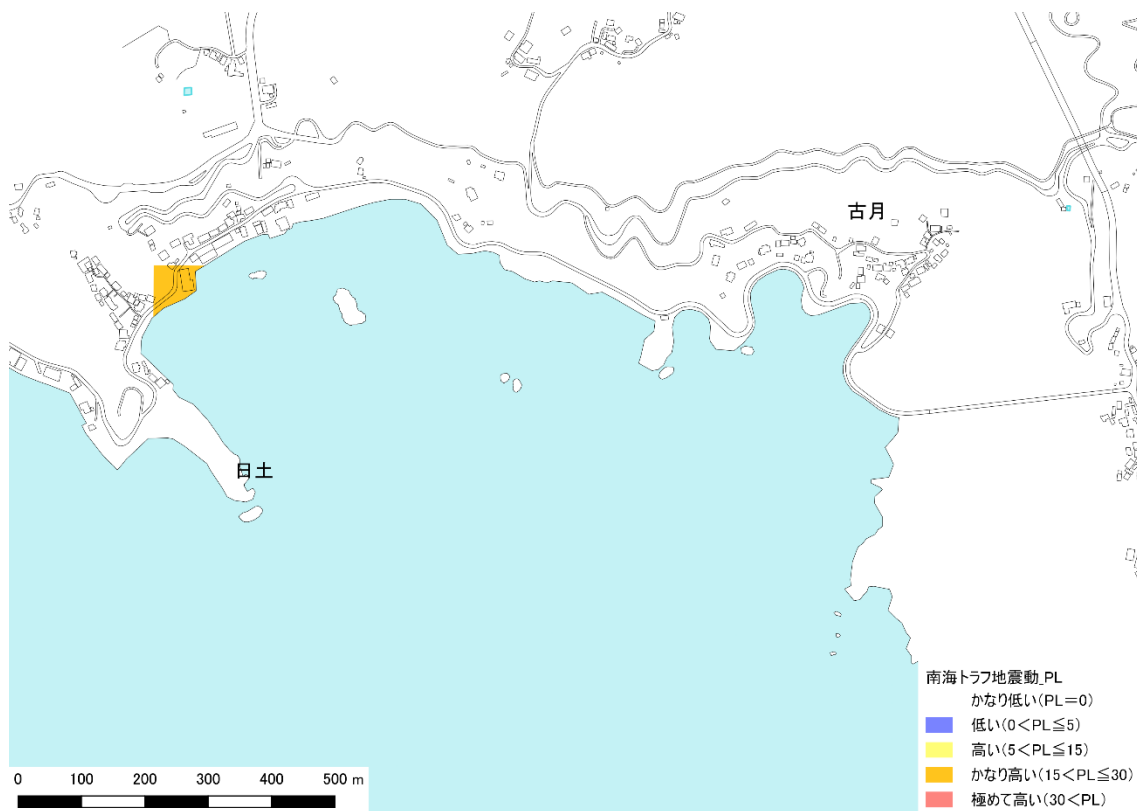 古月
日土
南海トラフ地震動_PL
かなり低い(PL=0)
低い(0<PL≦5)
高い(5<PL≦15)
かなり高い(15<PL≦30)
極めて高い(30<PL)
0 100 200 300 400 500 m